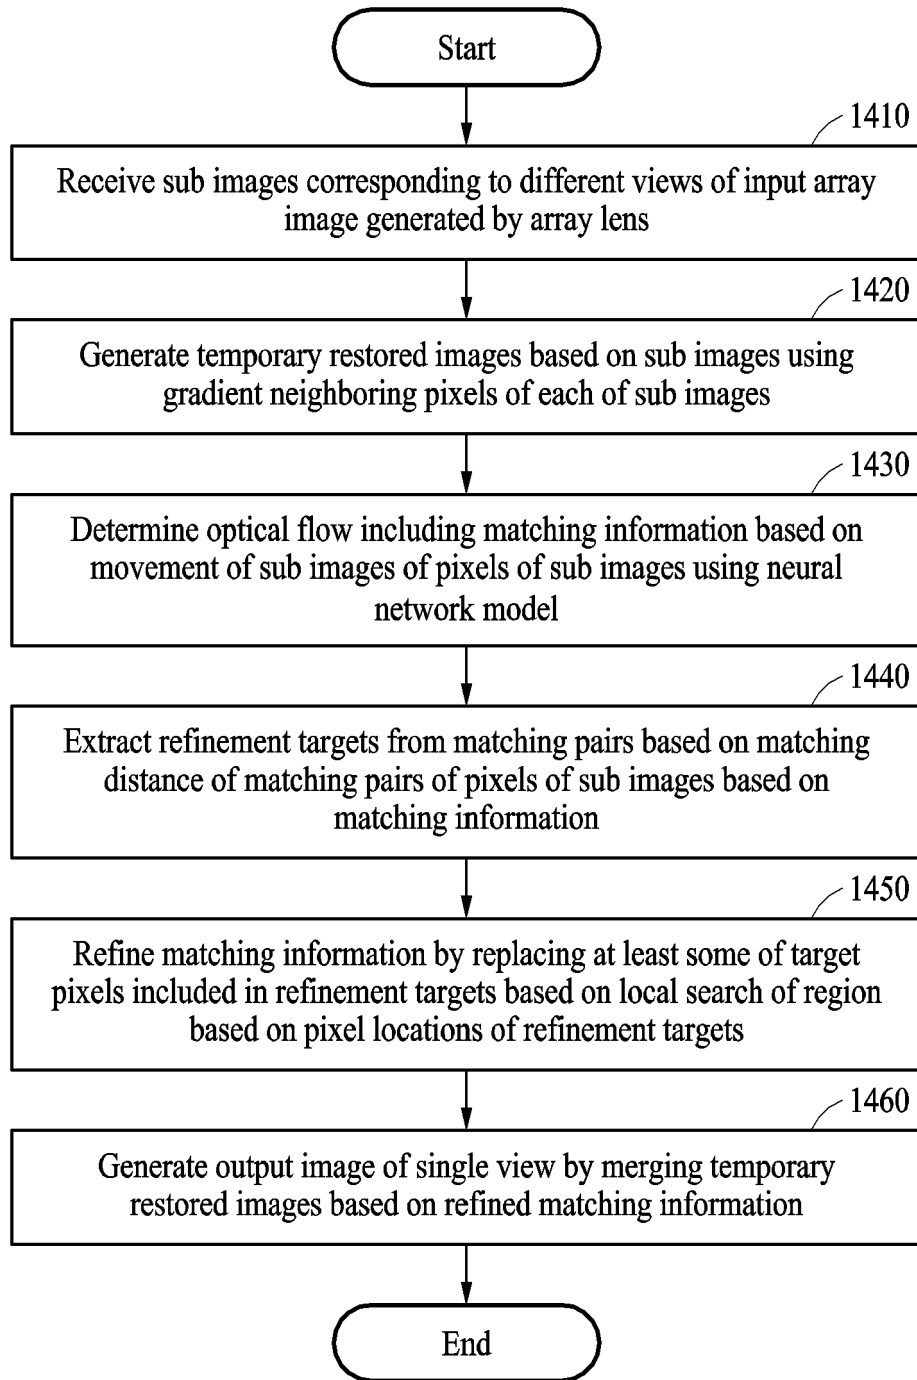 Start
1410
Receive sub images corresponding to different views of input array
image generated by array lens
1420
Generate temporary restored images based on sub images using
gradient neighboring pixels of each of sub images
1430
Determine optical flow including matching information based on
movement of sub images of pixels of sub images using neural
network model
1440
Extract refinement targets from matching pairs based on matching
distance of matching pairs of pixels of sub images based on
matching information
1450
Refine matching information by replacing at least some of target
pixels included in refinement targets based on local search of region
based on pixel locations of refinement targets
1460
Generate output image of single view by merging temporary
restored images based on refined matching information
End